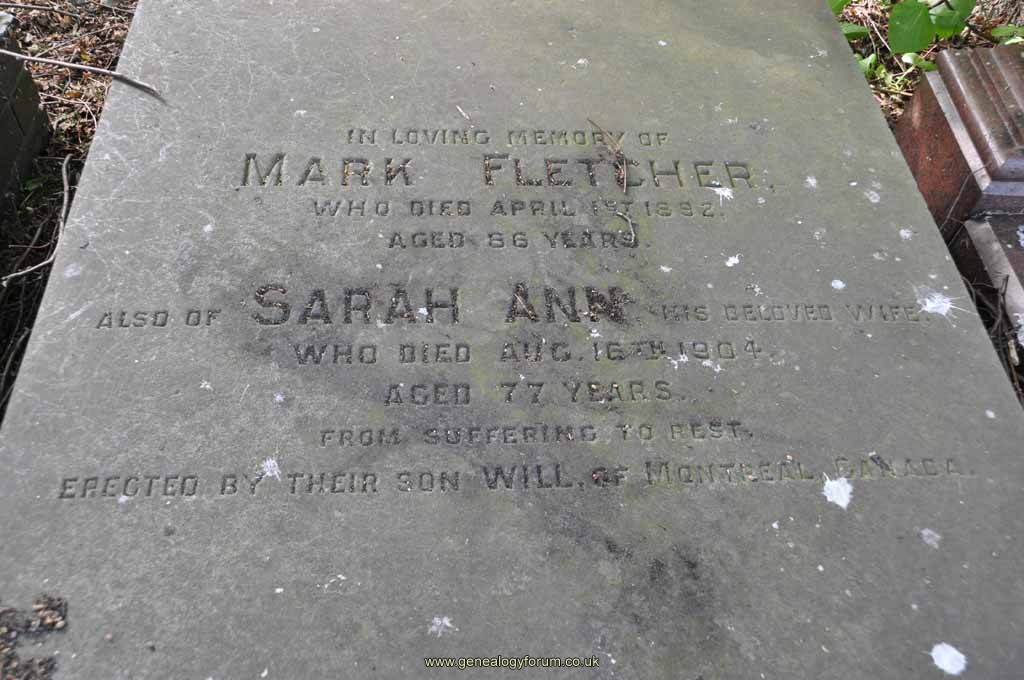 IN LOVING MEMORY OF
MARK FLETCHER,
WHO DIED APRIL 1ST 1892.
AGED 66 YEARS.
ALSO OF SARAH ANN, HIS BELOVED WIFE.
WHO DIED AUG. 16TH 1904.
AGED 77 YEARS.
FROM SUFFERING TO REST.
ERECTED BY THEIR SON WILL, OF MONTREAL, CANADA.
www.genealogyforum.co.uk